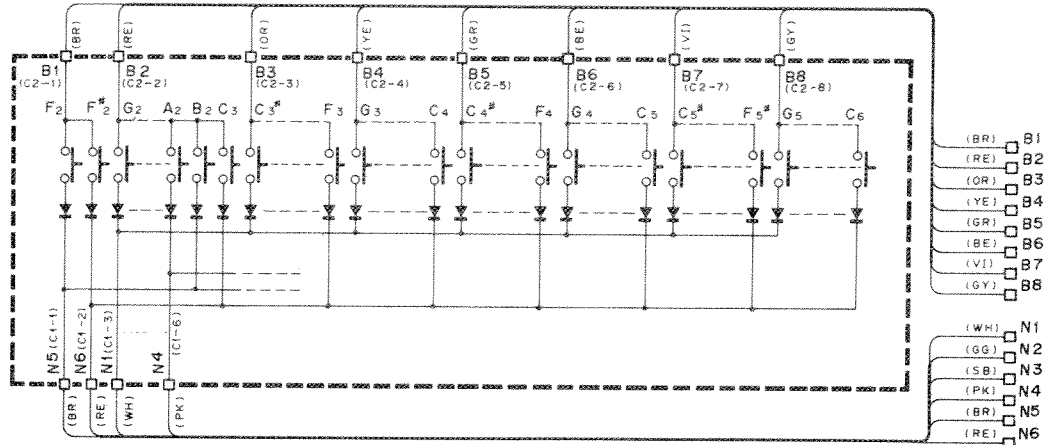 (BR) (RE) (OR) (YE) (GR) (BE) (VI) (GY)
B1 B2 B3 B4 B5 B6 B7 B8
(C2-1) (C2-2) (C2-3) (C2-4) (C2-5) (C2-6) (C2-7) (C2-8)
F2 F#2 G2 A2 B2 C3 C3# F3 G3 C4 C4# F4 G4 C5 C5# F5# G5 C6
(BR) B1
(RE) B2
(OR) B3
(YE) B4
(GR) B5
(BE) B6
(VI) B7
(GY) B8
N5 (C1-1) N6 (C1-2) N1 (C1-3) N4 (C1-6)
(BR) (RE) (WH) (PK)
(WH) N1
(GG) N2
(SB) N3
(PK) N4
(BR) N5
(RE) N6